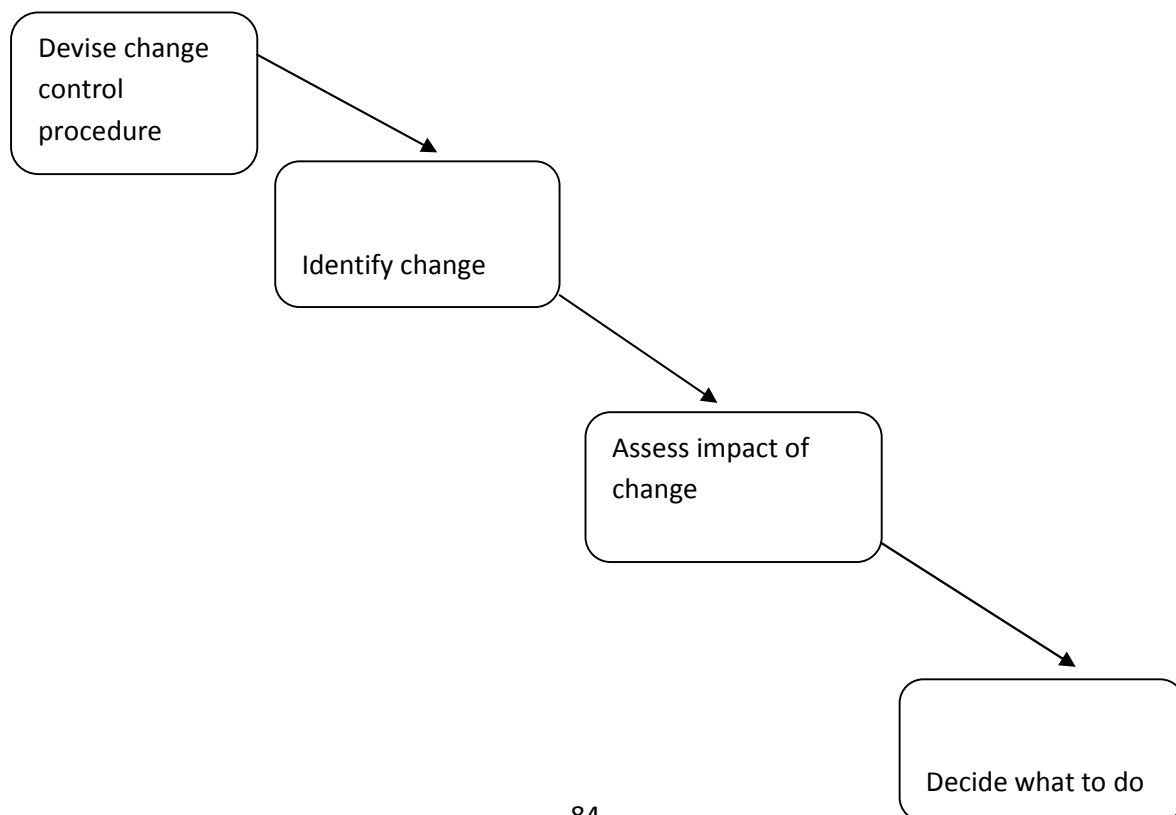 Devise change
control
procedure
Identify change
Assess impact of
change
Decide what to do
84